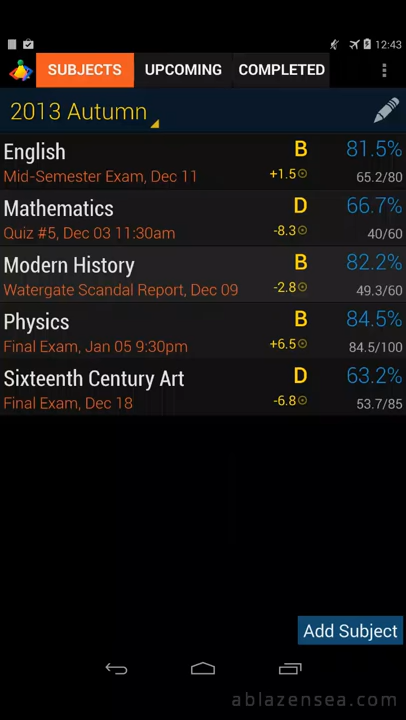 12:43
SUBJECTS UPCOMING COMPLETED
2013 Autumn
English B 81.5%
Mid-Semester Exam, Dec 11 +1.5 65.2/80
Mathematics D 66.7%
Quiz #5, Dec 03 11:30am -8.3 40/60
Modern History B 82.2%
Watergate Scandal Report, Dec 09 -2.8 49.3/60
Physics B 84.5%
Final Exam, Jan 05 9:30pm +6.5 84.5/100
Sixteenth Century Art D 63.2%
Final Exam, Dec 18 -6.8 53.7/85
Add Subject
ablazensea.com